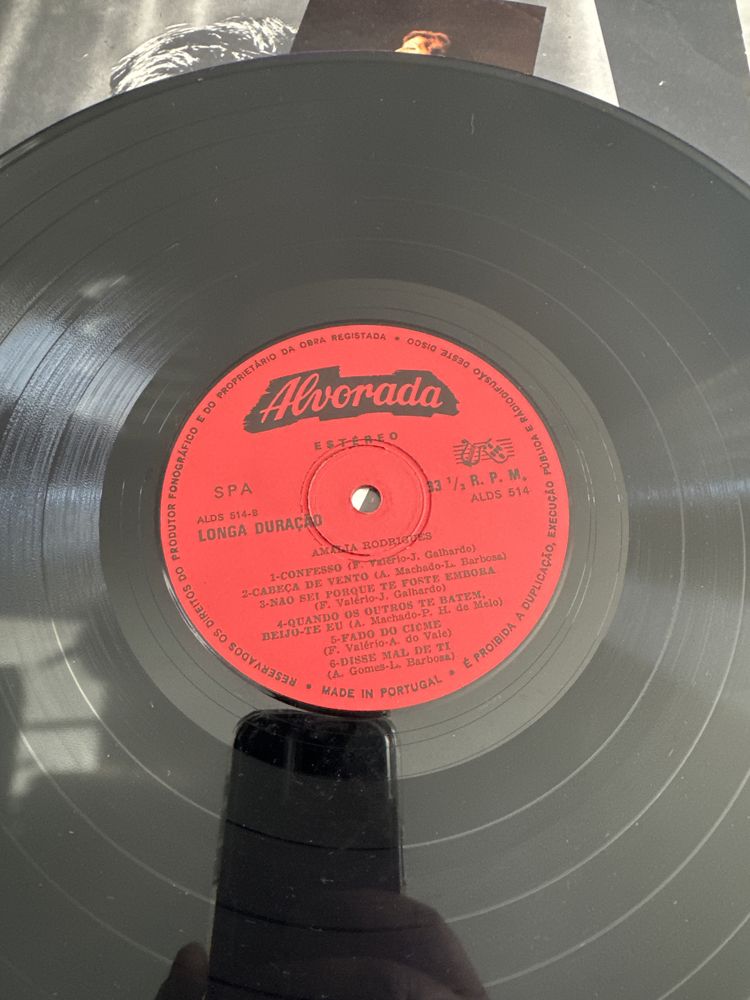 RESERVADOS OS DIREITOS DO PRODUTOR FONOGRÁFICO E DO PROPRIETÁRIO DA OBRA REGISTADA • É PROIBIDA A DUPLICAÇÃO, EXECUÇÃO PÚBLICA E RADIODIFUSÃO DESTE DISCO •
Alvorada
ESTÉREO
SPA
33 1/3 R. P. M.
ALDS 514
ALDS 514-B
LONGA DURAÇÃO
AMALIA RODRIGUES
1-CONFESSO (F. Valério-J. Galhardo)
2-CABEÇA DE VENTO (A. Machado-L. Barbosa)
3-NAO SEI PORQUE TE FOSTE EMBORA
(F. Valério-J. Galhardo)
4-QUANDO OS OUTROS TE BATEM,
BEIJO-TE EU (A. Machado-P. H. de Melo)
5-FADO DO CIUME
(F. Valério-A. do Vale)
6-DISSE MAL DE TI
(A. Gomes-L. Barbosa)
• MADE IN PORTUGAL •